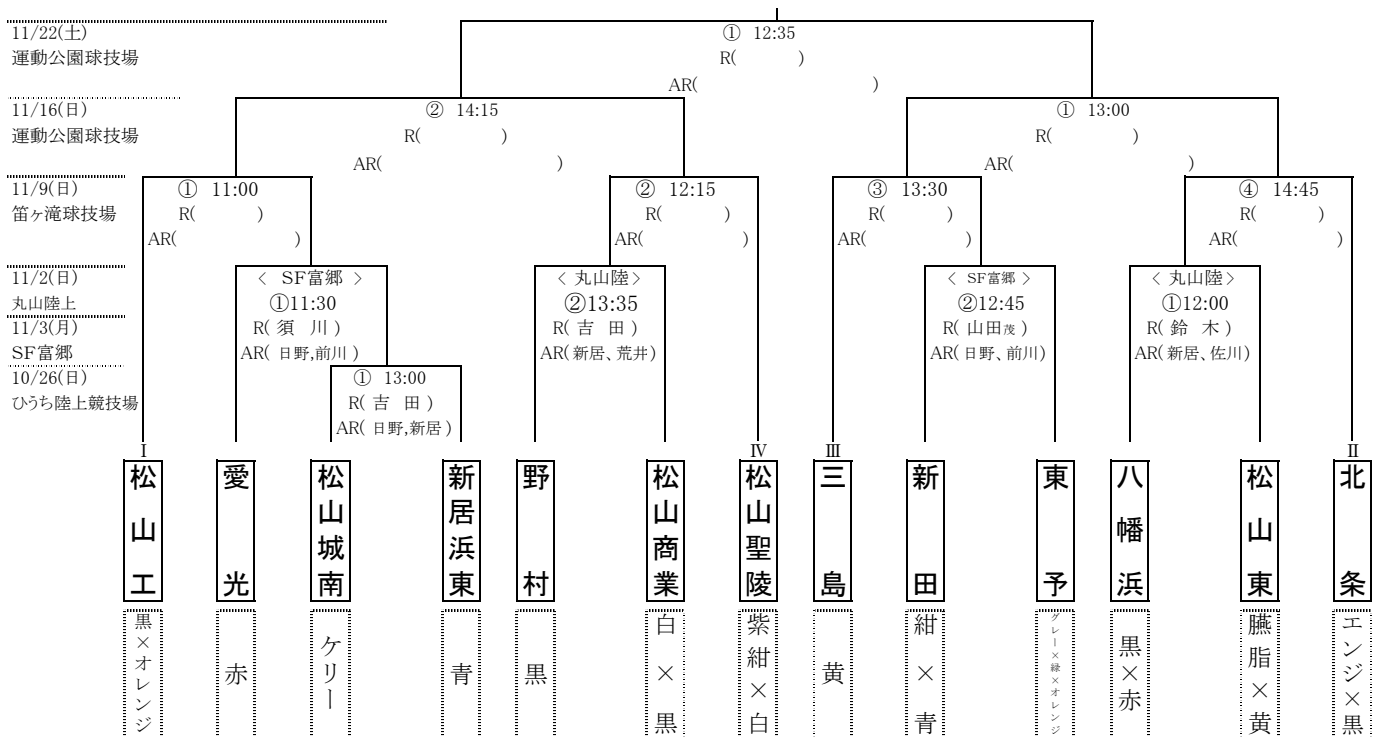 11/22(土)
① 12:35
運動公園球技場
R( )
AR( )
11/16(日)
② 14:15
① 13:00
運動公園球技場
R( )
R( )
AR( )
AR( )
11/9(日)
① 11:00
② 12:15
③ 13:30
④ 14:45
笛ヶ滝球技場
R( )
R( )
R( )
R( )
AR( )
AR( )
AR( )
AR( )
11/2(日)
< SF富郷 >
<丸山陸>
< SF富郷 >
<丸山陸>
丸山陸上
①11:30
②13:35
②12:45
①12:00
11/3(月)
R( 須 川 )
R( 吉 田 )
R( 山田茂 )
R( 鈴 木 )
SF富郷
AR( 日野,前川 )
AR(新居、荒井)
AR(日野、前川)
AR(新居、佐川)
10/26(日)
① 13:00
ひうち陸上競技場
R( 吉 田 )
AR( 日野,新居 )
Ⅰ
Ⅳ
Ⅲ
Ⅱ
松山工
愛光
松山城南
新居浜東
野村
松山商業
松山聖陵
三島
新田
東予
八幡浜
松山東
北条
黒×オレンジ
赤
ケリー
青
黒
白×黒
紫紺×白
黄
紺×青
グレー×緑×オレンジ
黒×赤
臙脂×黄
エンジ×黒